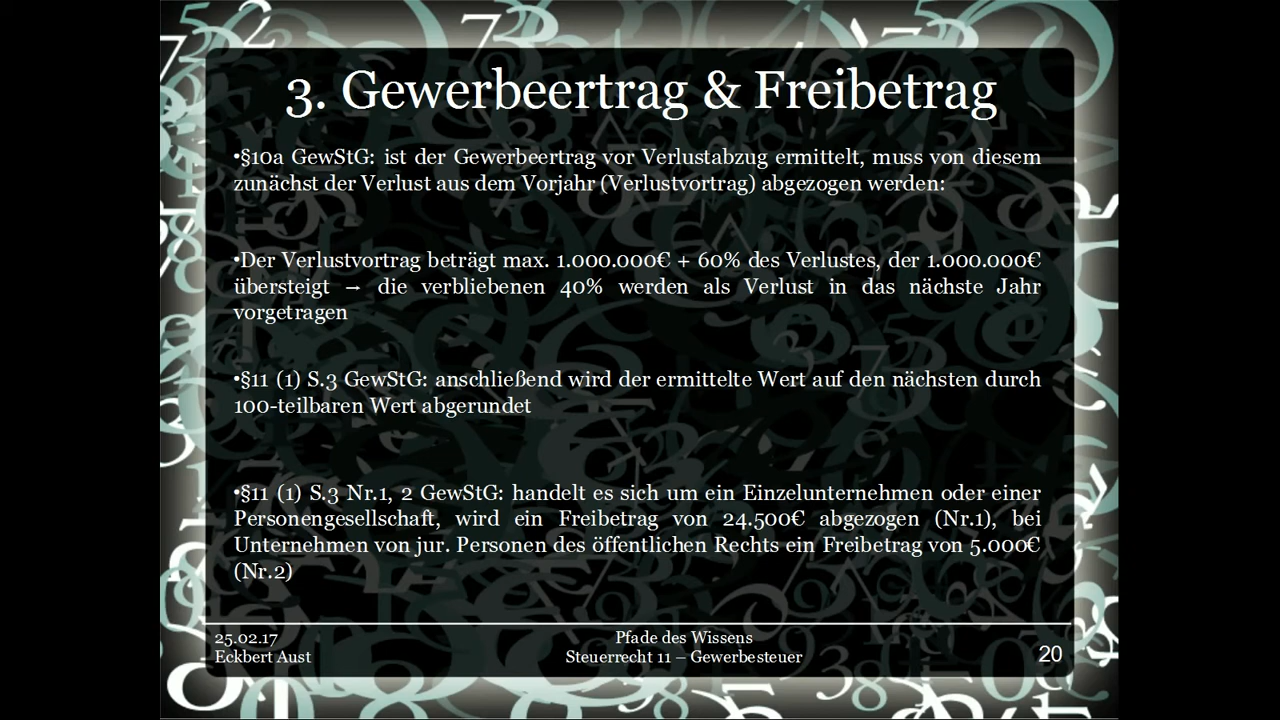 3. Gewerbeertrag & Freibetrag
•§10a GewStG: ist der Gewerbeertrag vor Verlustabzug ermittelt, muss von diesem
zunächst der Verlust aus dem Vorjahr (Verlustvortrag) abgezogen werden:
•Der Verlustvortrag beträgt max. 1.000.000€ + 60% des Verlustes, der 1.000.000€
übersteigt → die verbliebenen 40% werden als Verlust in das nächste Jahr
vorgetragen
•§11 (1) S.3 GewStG: anschließend wird der ermittelte Wert auf den nächsten durch
100-teilbaren Wert abgerundet
•§11 (1) S.3 Nr.1, 2 GewStG: handelt es sich um ein Einzelunternehmen oder einer
Personengesellschaft, wird ein Freibetrag von 24.500€ abgezogen (Nr.1), bei
Unternehmen von jur. Personen des öffentlichen Rechts ein Freibetrag von 5.000€
(Nr.2)
25.02.17
Eckbert Aust
Pfade des Wissens
Steuerrecht 11 – Gewerbesteuer
20